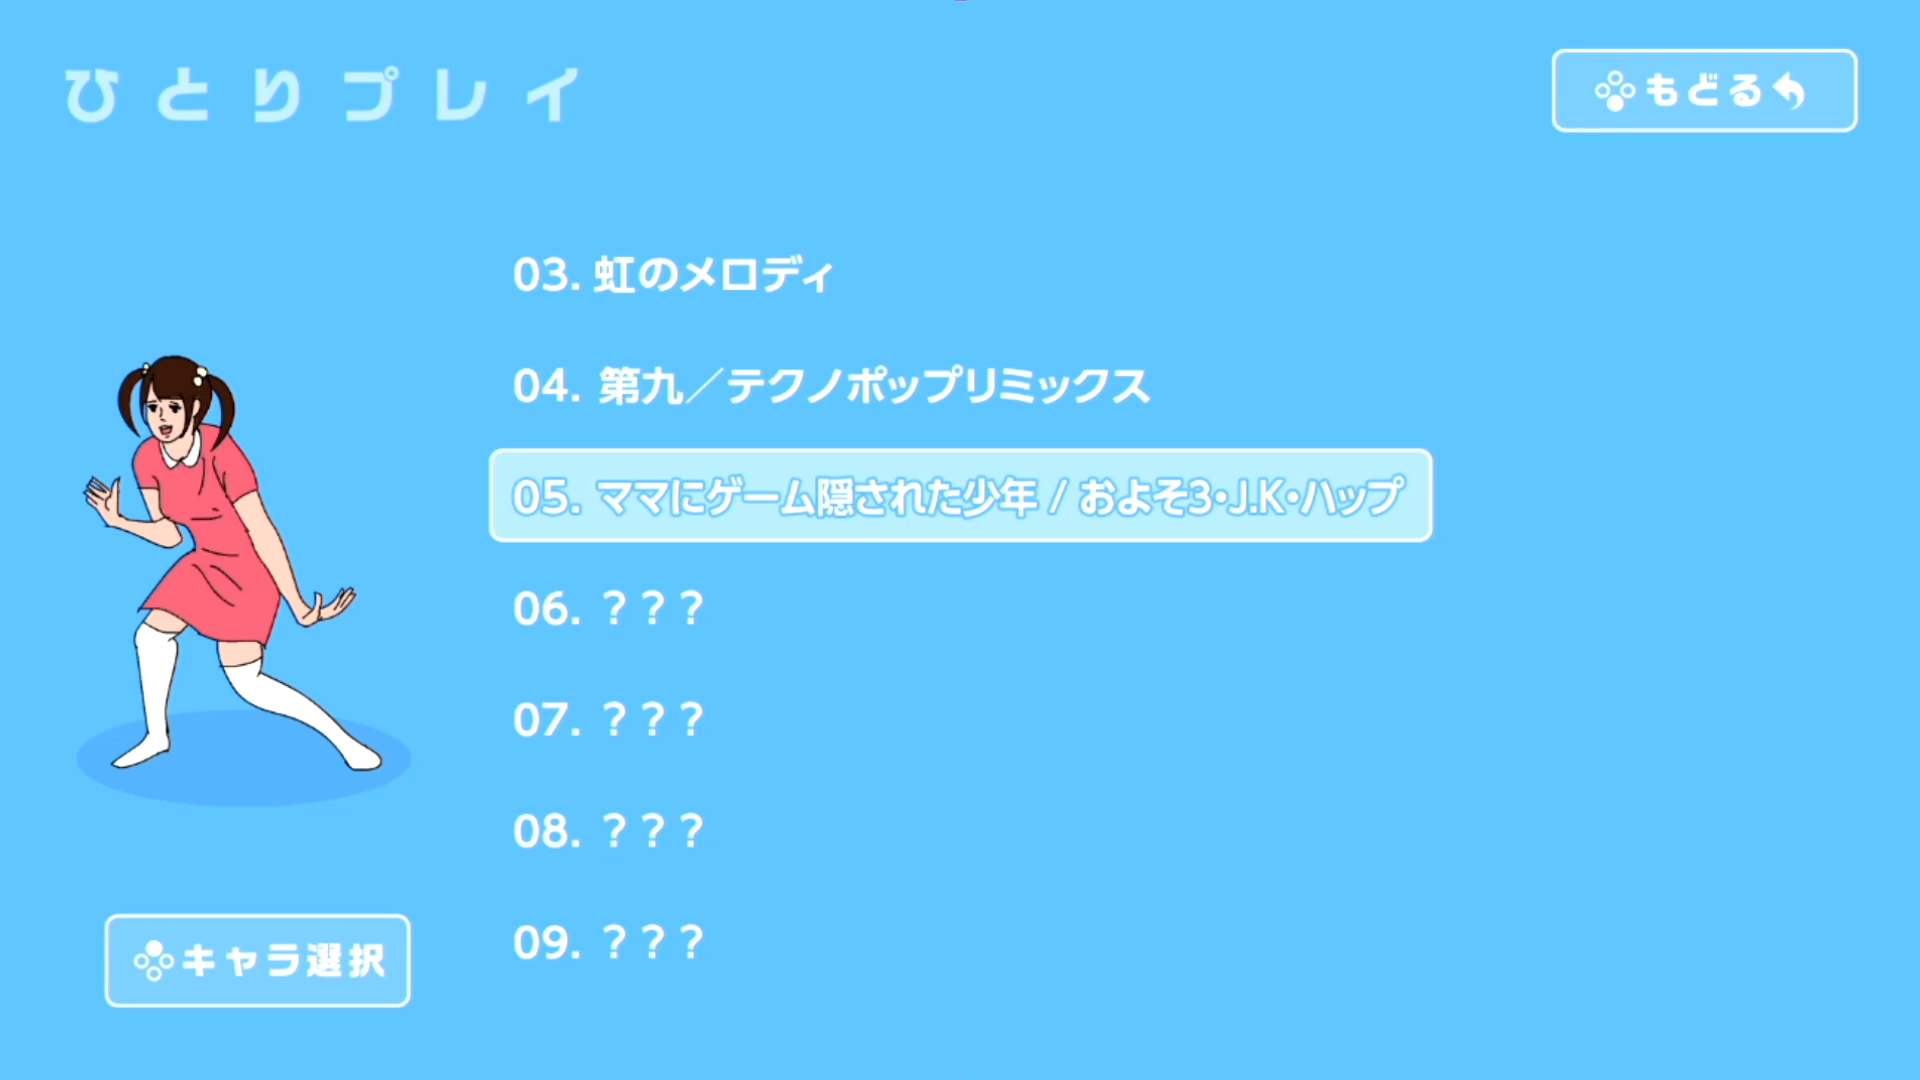 ひとりプレイ
もどる
03. 虹のメロディ
04. 第九／テクノポップリミックス
05. ママにゲーム隠された少年 / およそ3・J.K・ハップ
06. ？？？
07. ？？？
08. ？？？
09. ？？？
キャラ選択